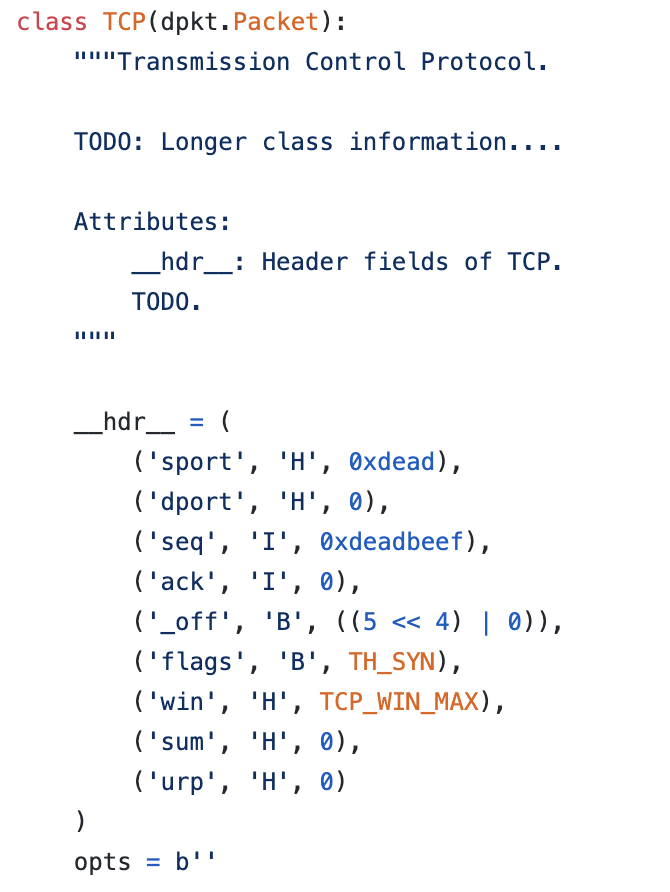 class TCP(dpkt.Packet):
    """Transmission Control Protocol.

    TODO: Longer class information....

    Attributes:
        __hdr__: Header fields of TCP.
        TODO.
    """

    __hdr__ = (
        ('sport', 'H', 0xdead),
        ('dport', 'H', 0),
        ('seq', 'I', 0xdeadbeef),
        ('ack', 'I', 0),
        ('_off', 'B', ((5 << 4) | 0)),
        ('flags', 'B', TH_SYN),
        ('win', 'H', TCP_WIN_MAX),
        ('sum', 'H', 0),
        ('urp', 'H', 0)
    )
    opts = b''